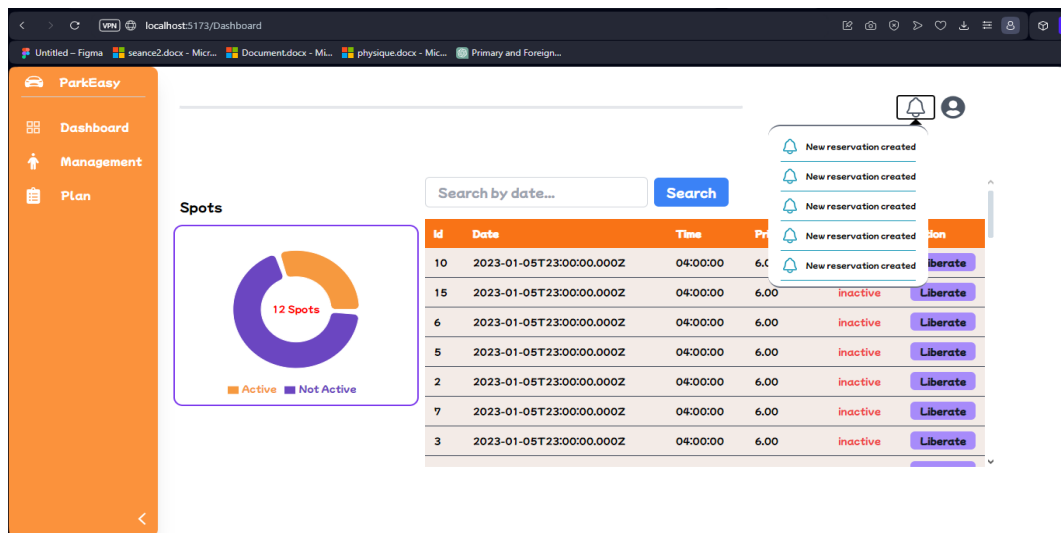 VPN localhost:5173/Dashboard
Untitled – Figma seance2.docx - Micr... Document.docx - Mi... physique.docx - Mic... Primary and Foreign...
ParkEasy
Dashboard
Management
Plan
New reservation created
New reservation created
New reservation created
New reservation created
New reservation created
Spots
12 Spots
Active Not Active
Search by date... Search
Id Date Time
10 2023-01-05T23:00:00.000Z 04:00:00
15 2023-01-05T23:00:00.000Z 04:00:00 6.00 inactive Liberate
6 2023-01-05T23:00:00.000Z 04:00:00 6.00 inactive Liberate
5 2023-01-05T23:00:00.000Z 04:00:00 6.00 inactive Liberate
2 2023-01-05T23:00:00.000Z 04:00:00 6.00 inactive Liberate
7 2023-01-05T23:00:00.000Z 04:00:00 6.00 inactive Liberate
3 2023-01-05T23:00:00.000Z 04:00:00 6.00 inactive Liberate